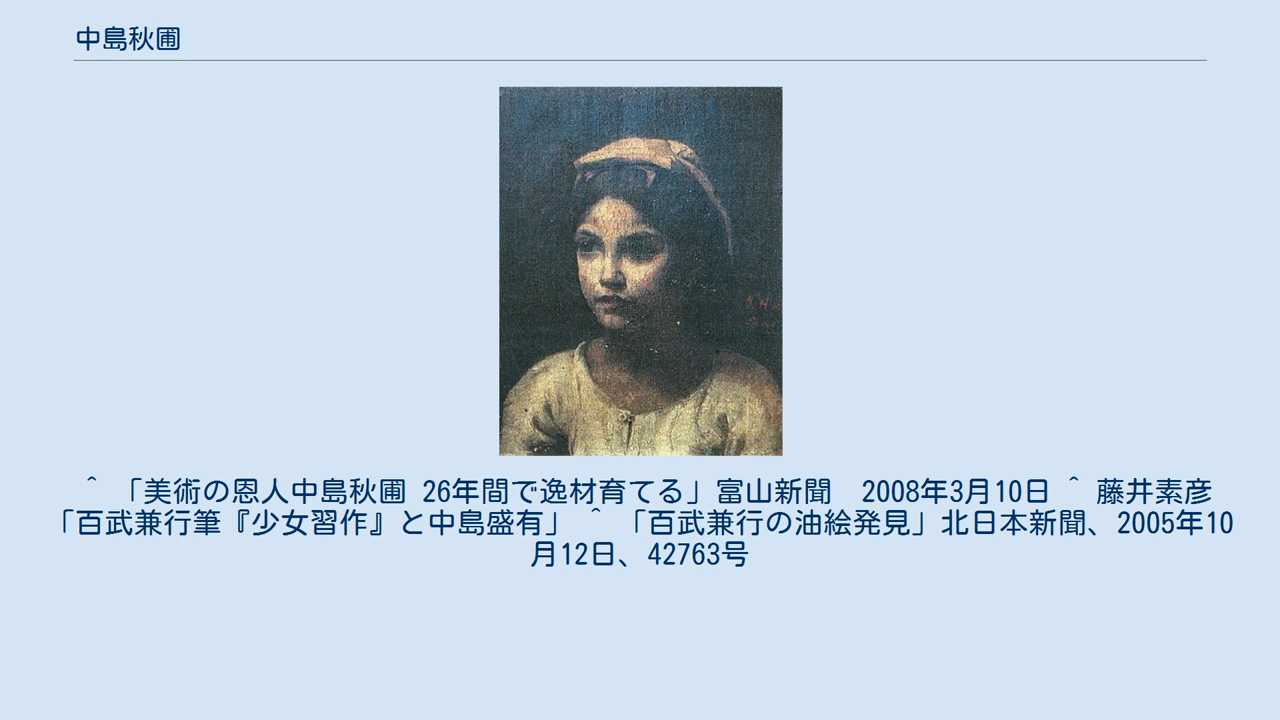 中島秋圃
＾ 「美術の恩人中島秋圃 26年間で逸材育てる」富山新聞　2008年3月10日 ＾ 藤井素彦
「百武兼行筆『少女習作』と中島盛有」 ＾ 「百武兼行の油絵発見」北日本新聞、2005年10
月12日、42763号